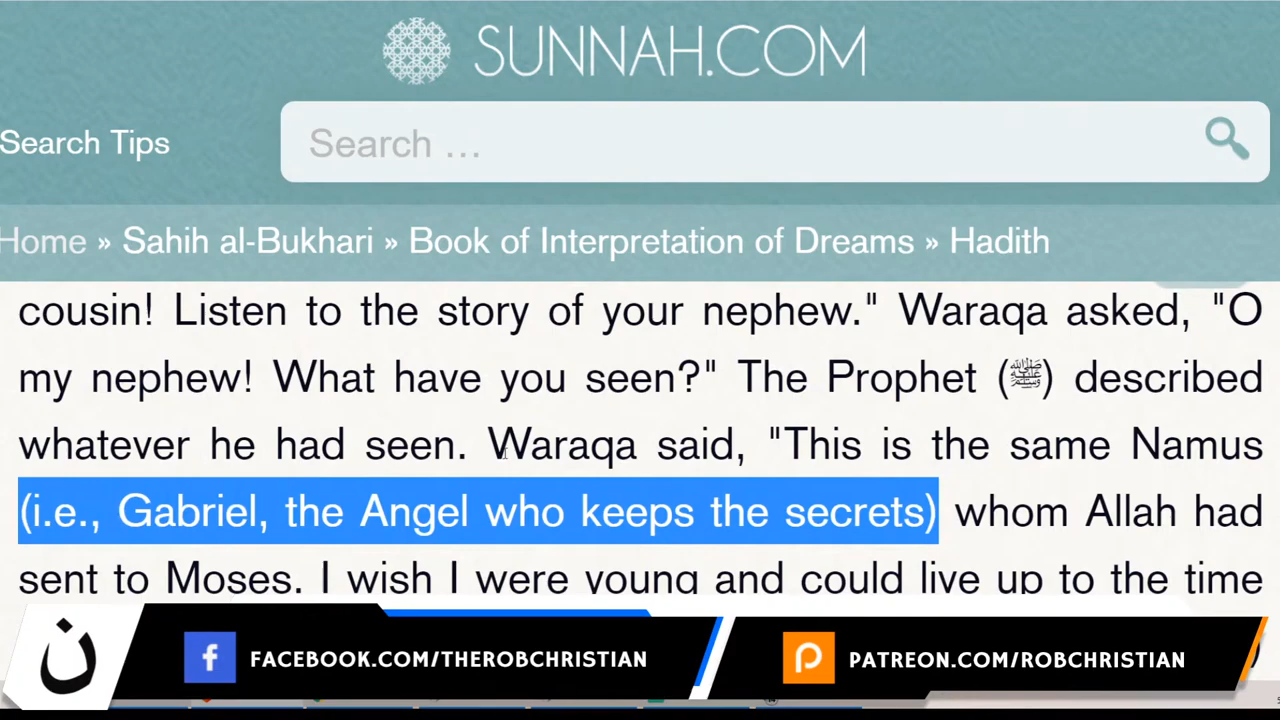 SUNNAH.COM
Search Tips
Search ...
Home » Sahih al-Bukhari » Book of Interpretation of Dreams » Hadith
cousin! Listen to the story of your nephew." Waraqa asked, "O
my nephew! What have you seen?" The Prophet (ﷺ) described
whatever he had seen. Waraqa said, "This is the same Namus
(i.e., Gabriel, the Angel who keeps the secrets) whom Allah had
sent to Moses. I wish I were young and could live up to the time
ن
f FACEBOOK.COM/THEROBCHRISTIAN
PATREON.COM/ROBCHRISTIAN